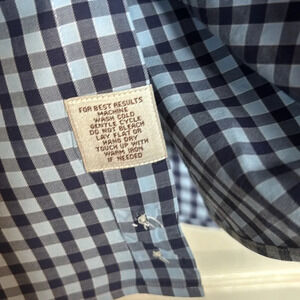 FOR BEST RESULTS
MACHINE
WASH COLD
GENTLE CYCLE
DO NOT BLEACH
LAY FLAT OR
HANG DRY
TOUCH UP WITH
WARM IRON
IF NEEDED